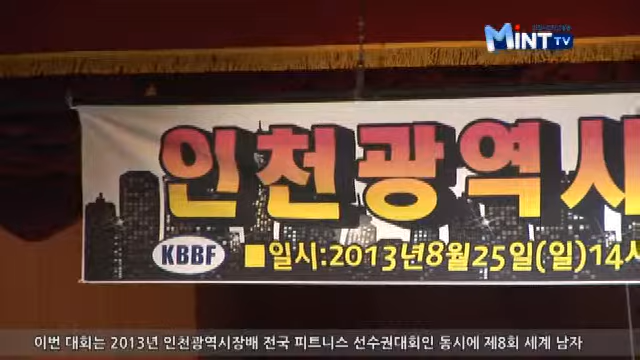 MiNT TV
인천광역시
KBBF
■일시:2013년8월25일(일)14시
이번 대회는 2013년 인천광역시장배 전국 피트니스 선수권대회인 동시에 제8회 세계 남자